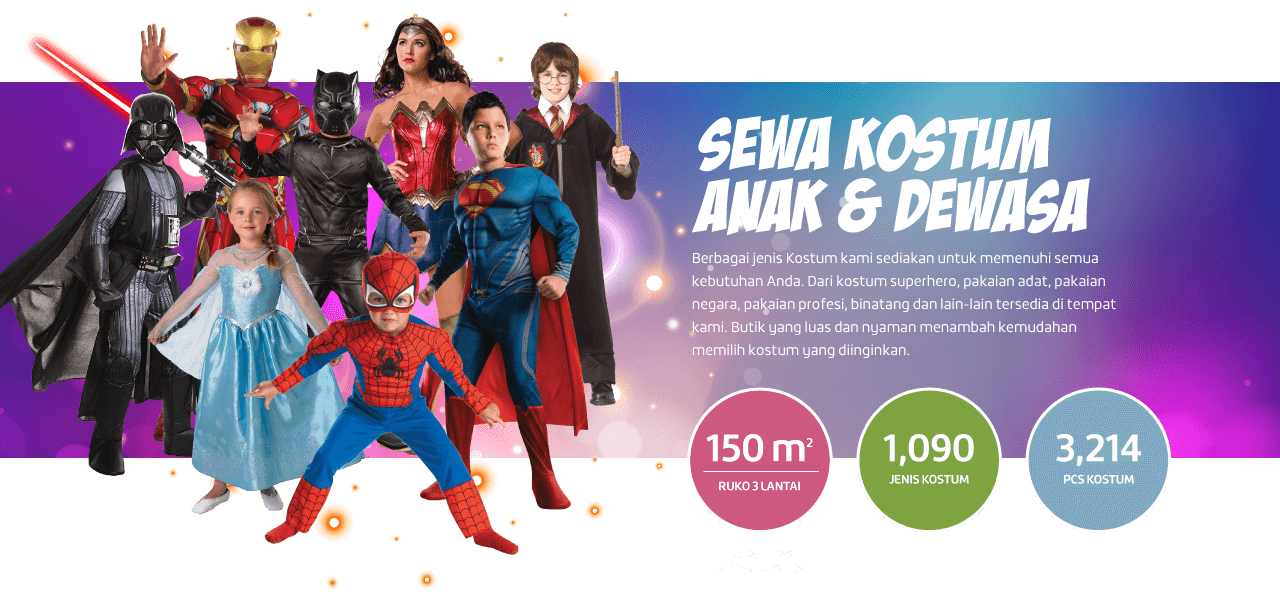 SEWA KOSTUM
ANAK & DEWASA
Berbagai jenis Kostum kami sediakan untuk memenuhi semua
kebutuhan Anda. Dari kostum superhero, pakaian adat, pakaian
negara, pakaian profesi, binatang dan lain-lain tersedia di tempat
kami. Butik yang luas dan nyaman menambah kemudahan
memilih kostum yang diinginkan.
150 m²
RUKO 3 LANTAI
1,090
JENIS KOSTUM
3,214
PCS KOSTUM